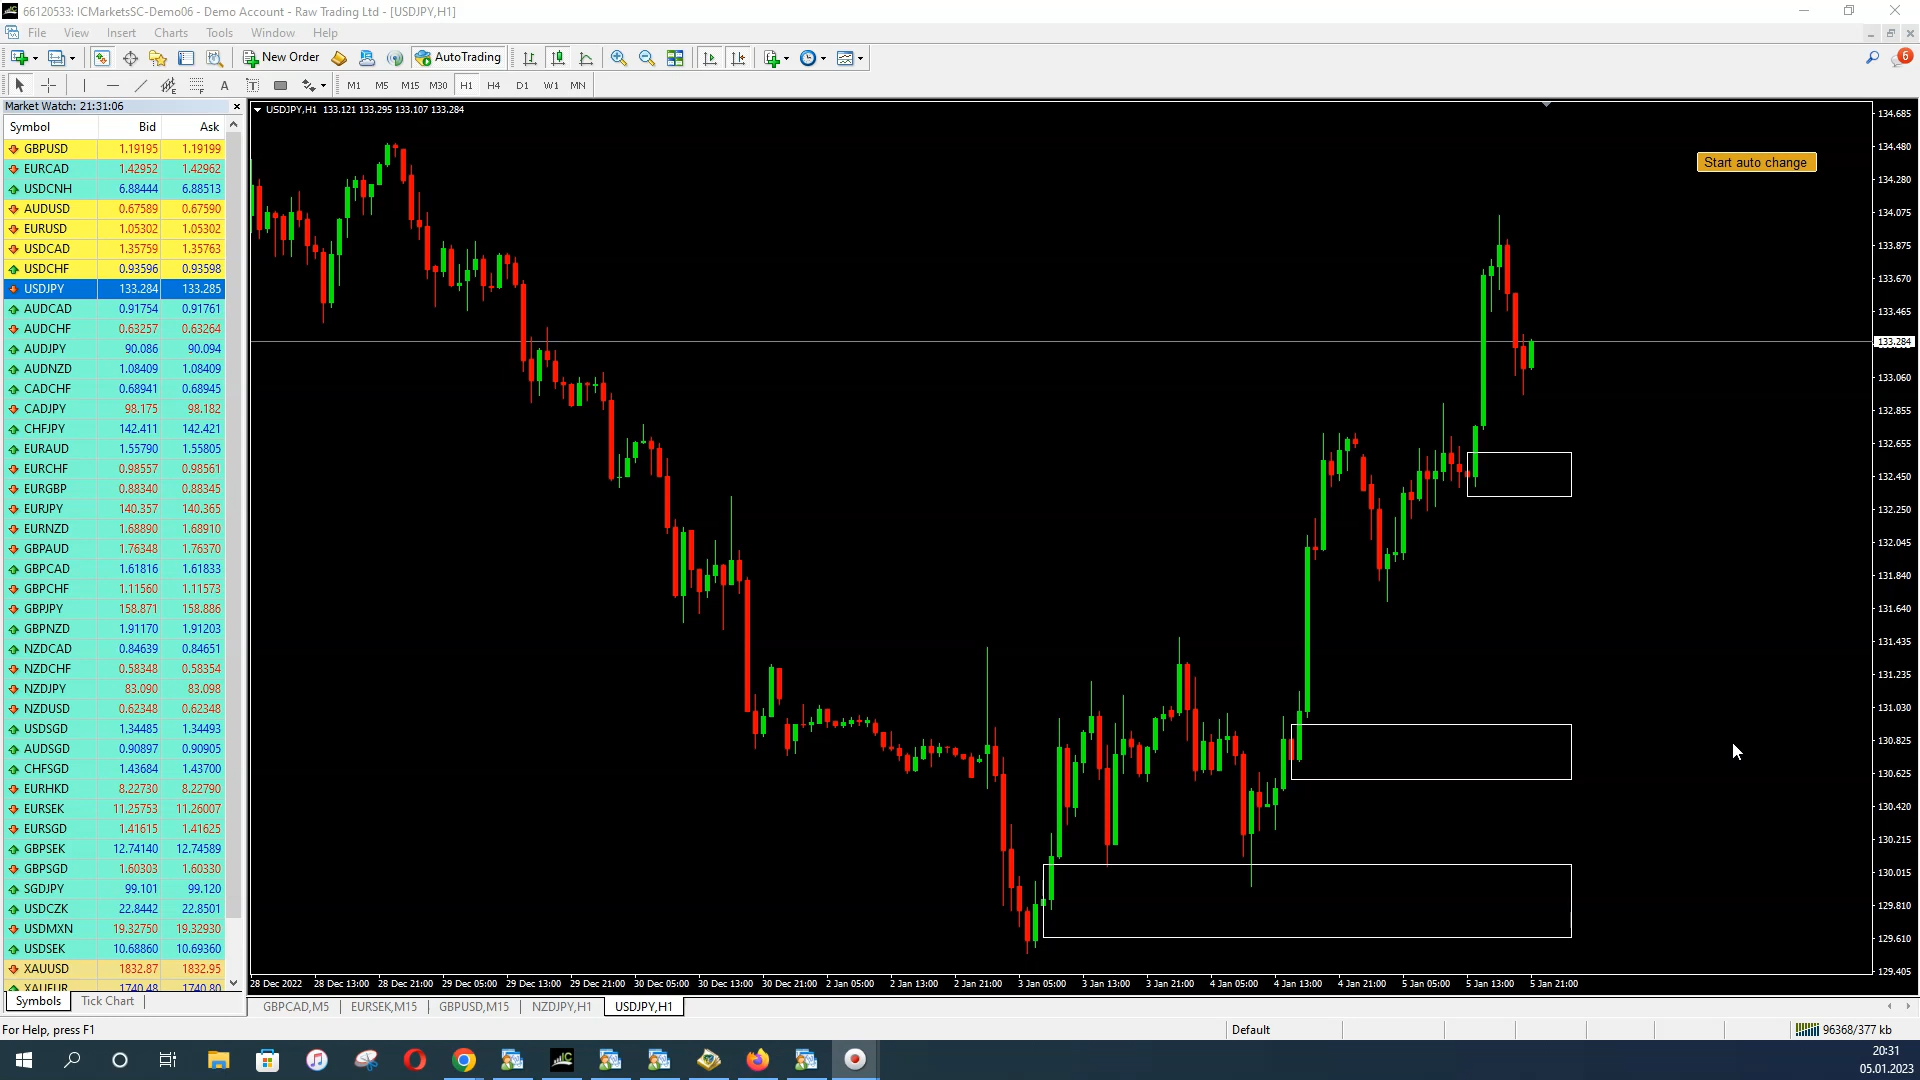 66120533: ICMarketsSC-Demo06 - Demo Account - Raw Trading Ltd - [USDJPY,H1]
File View Insert Charts Tools Window Help
New Order AutoTrading 6
A T M1 M5 M15 M30 H1 H4 D1 W1 MN
Market Watch: 21:31:06
Symbol Bid Ask
GBPUSD 1.19195 1.19199
EURCAD 1.42952 1.42962
USDCNH 6.88444 6.88513
AUDUSD 0.67589 0.67590
EURUSD 1.05302 1.05302
USDCAD 1.35759 1.35763
USDCHF 0.93596 0.93598
USDJPY 133.284 133.285
AUDCAD 0.91754 0.91761
AUDCHF 0.63257 0.63264
AUDJPY 90.086 90.094
AUDNZD 1.08409 1.08409
CADCHF 0.68941 0.68945
CADJPY 98.175 98.182
CHFJPY 142.411 142.421
EURAUD 1.55790 1.55805
EURCHF 0.98557 0.98561
EURGBP 0.88340 0.88345
EURJPY 140.357 140.365
EURNZD 1.68890 1.68910
GBPAUD 1.76348 1.76370
GBPCAD 1.61816 1.61833
GBPCHF 1.11560 1.11573
GBPJPY 158.871 158.886
GBPNZD 1.91170 1.91203
NZDCAD 0.84639 0.84651
NZDCHF 0.58348 0.58354
NZDJPY 83.090 83.098
NZDUSD 0.62348 0.62348
USDSGD 1.34485 1.34493
AUDSGD 0.90897 0.90905
CHFSGD 1.43684 1.43700
EURHKD 8.22730 8.22790
EURSEK 11.25753 11.26007
EURSGD 1.41615 1.41625
GBPSEK 12.74140 12.74589
GBPSGD 1.60303 1.60330
SGDJPY 99.101 99.120
USDCZK 22.8442 22.8501
USDMXN 19.32750 19.32930
USDSEK 10.68860 10.69360
XAUUSD 1832.87 1832.95
XAUEUR 1740.48 1740.80
Symbols Tick Chart
USDJPY,H1 133.121 133.295 133.107 133.284
Start auto change
134.685
134.480
134.280
134.075
133.875
133.670
133.465
133.284
133.060
132.855
132.655
132.450
132.250
132.045
131.840
131.640
131.435
131.235
131.030
130.825
130.625
130.420
130.215
130.015
129.810
129.610
129.405
28 Dec 2022 28 Dec 13:00 28 Dec 21:00 29 Dec 05:00 29 Dec 13:00 29 Dec 21:00 30 Dec 05:00 30 Dec 13:00 30 Dec 21:00 2 Jan 05:00 2 Jan 13:00 2 Jan 21:00 3 Jan 05:00 3 Jan 13:00 3 Jan 21:00 4 Jan 05:00 4 Jan 13:00 4 Jan 21:00 5 Jan 05:00 5 Jan 13:00 5 Jan 21:00
GBPCAD,M5 EURSEK,M15 GBPUSD,M15 NZDJPY,H1 USDJPY,H1
For Help, press F1 Default 96368/377 kb
20:31
05.01.2023